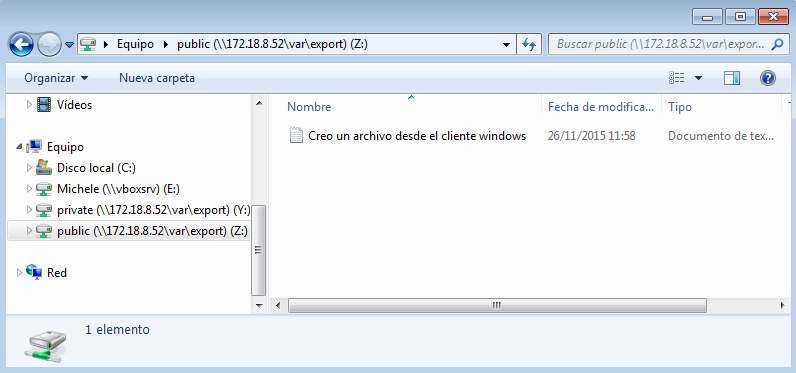 Equipo ▸ public (\\172.18.8.52\var\export) (Z:)
Buscar public (\\172.18.8.52\var\expor...
Organizar
Nueva carpeta
Vídeos
Equipo
Disco local (C:)
Michele (\\vboxsrv) (E:)
private (\\172.18.8.52\var\export) (Y:)
public (\\172.18.8.52\var\export) (Z:)
Red
Nombre
Fecha de modifica...
Tipo
Creo un archivo desde el cliente windows
26/11/2015 11:58
Documento de tex...
1 elemento